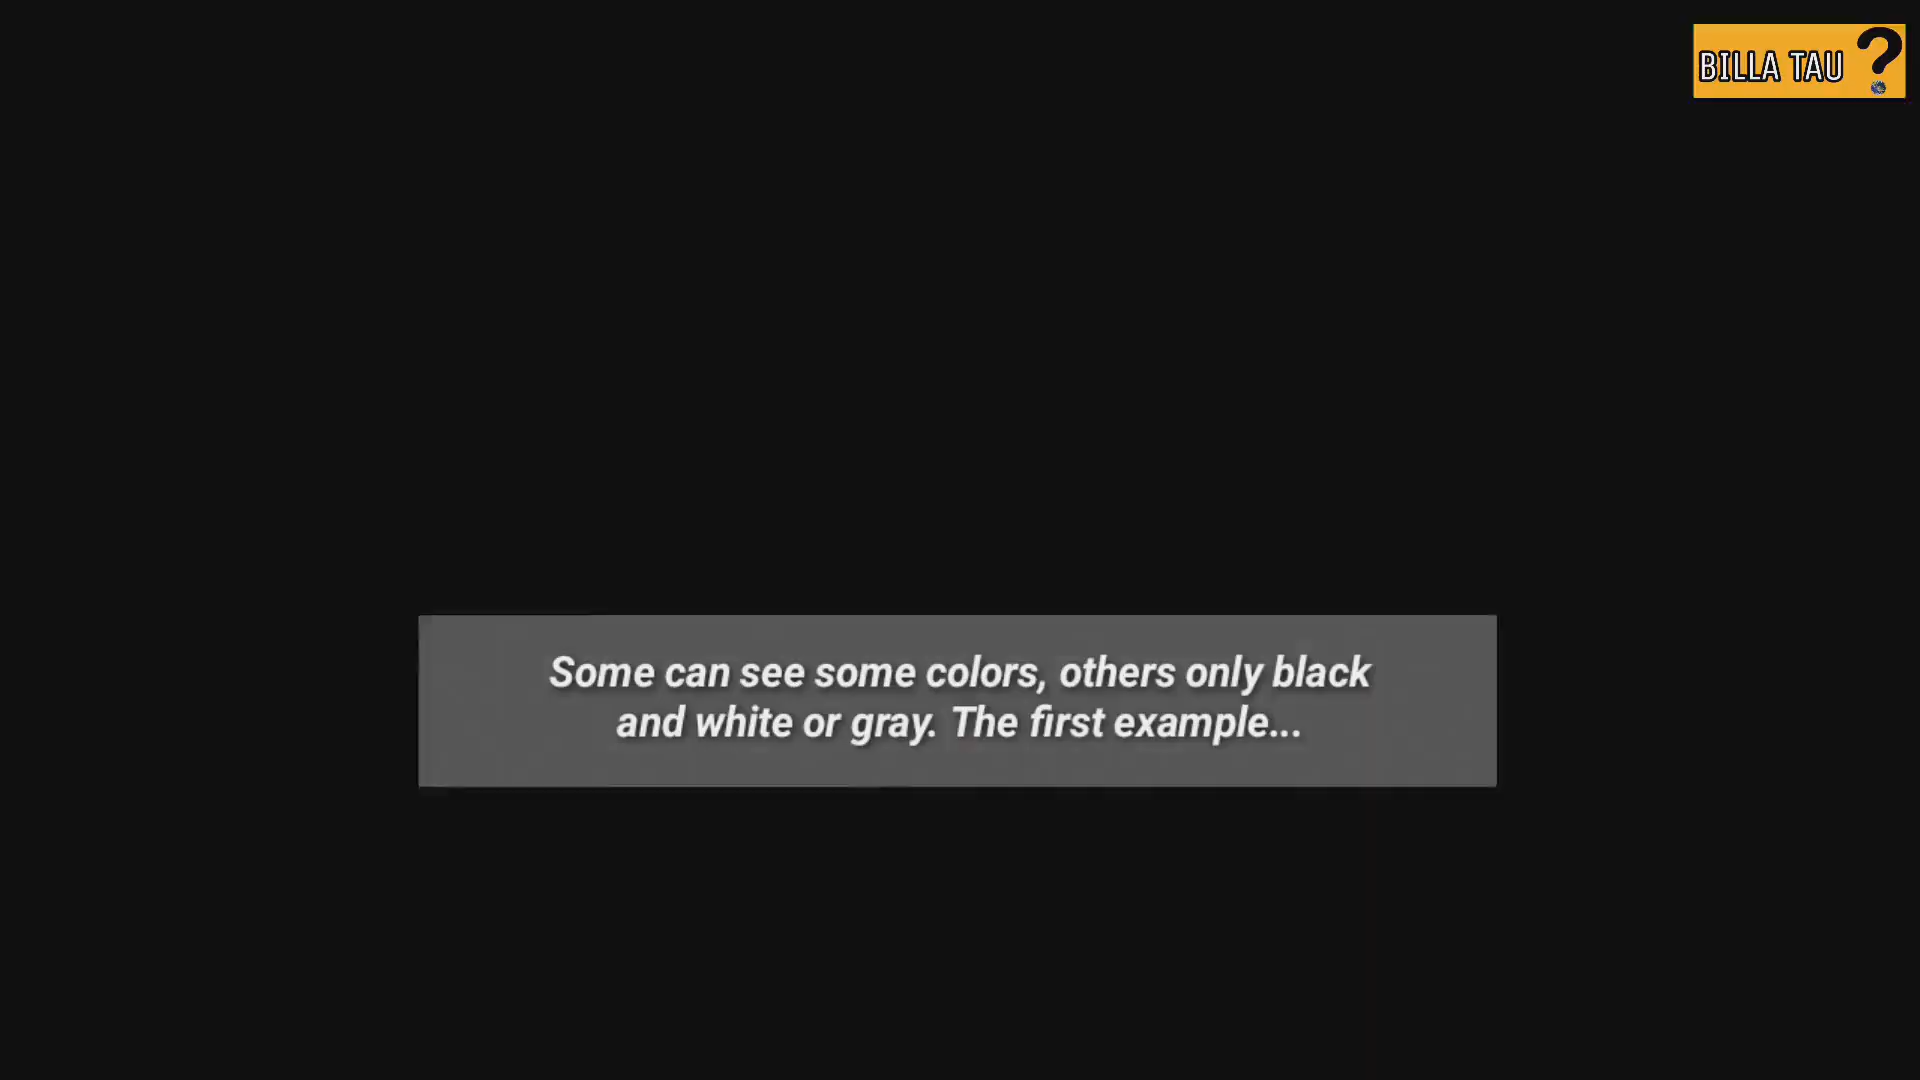 BILLA TAU ?
Some can see some colors, others only black
and white or gray. The first example...